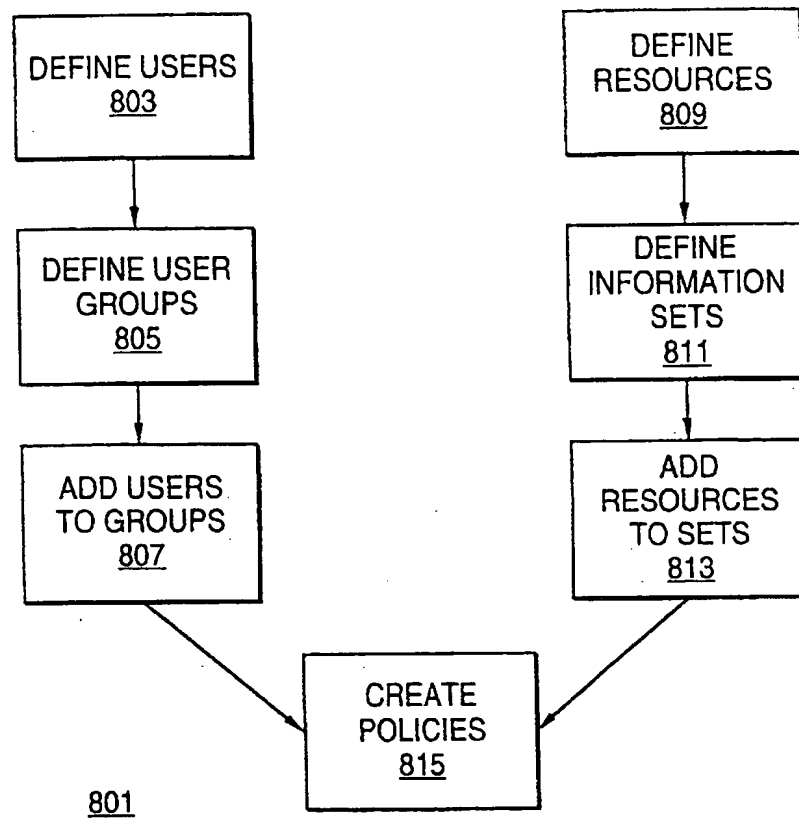 DEFINE USERS
803
DEFINE USER
GROUPS
805
ADD USERS
TO GROUPS
807
DEFINE
RESOURCES
809
DEFINE
INFORMATION
SETS
811
ADD
RESOURCES
TO SETS
813
CREATE
POLICIES
815
801